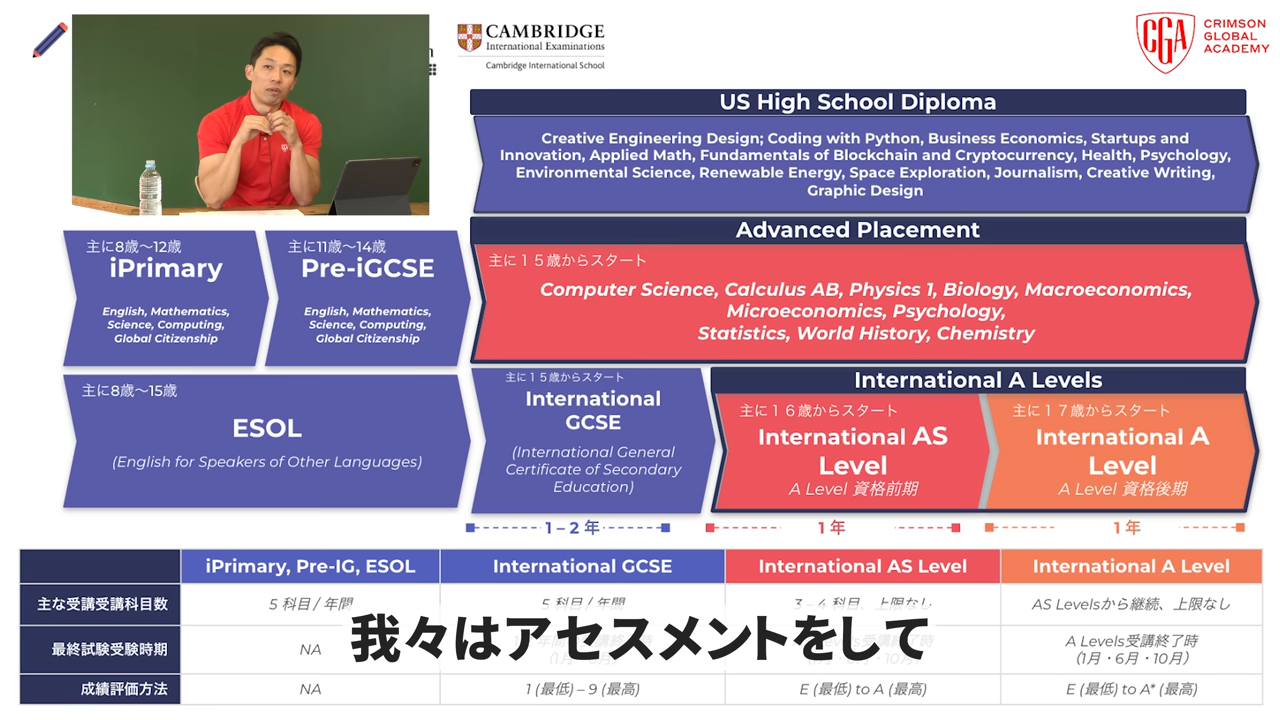 CAMBRIDGE
International Examinations
Cambridge International School
CGA
CRIMSON
GLOBAL
ACADEMY
US High School Diploma
Creative Engineering Design; Coding with Python, Business Economics, Startups and
Innovation, Applied Math, Fundamentals of Blockchain and Cryptocurrency, Health, Psychology,
Environmental Science, Renewable Energy, Space Exploration, Journalism, Creative Writing,
Graphic Design
Advanced Placement
主に１５歳からスタート
Computer Science, Calculus AB, Physics 1, Biology, Macroeconomics,
Microeconomics, Psychology,
Statistics, World History, Chemistry
主に8歳〜12歳
iPrimary
English, Mathematics,
Science, Computing,
Global Citizenship
主に11歳〜14歳
Pre-iGCSE
English, Mathematics,
Science, Computing,
Global Citizenship
主に8歳〜15歳
ESOL
(English for Speakers of Other Languages)
主に１５歳からスタート
International
GCSE
(International General
Certificate of Secondary
Education)
International A Levels
主に１６歳からスタート
International AS
Level
A Level 資格前期
主に１７歳からスタート
International A
Level
A Level 資格後期
1 – 2 年
1 年
1 年
iPrimary, Pre-IG, ESOL
International GCSE
International AS Level
International A Level
主な受講受講科目数
5 科目 / 年間
5 科目 / 年間
3 – 4 科目、上限なし
AS Levelsから継続、上限なし
最終試験受験時期
NA
A Levels受講終了時
（1月・6月・10月）
成績評価方法
NA
1 (最低) – 9 (最高)
E (最低) to A (最高)
E (最低) to A* (最高)
我々はアセスメントをして